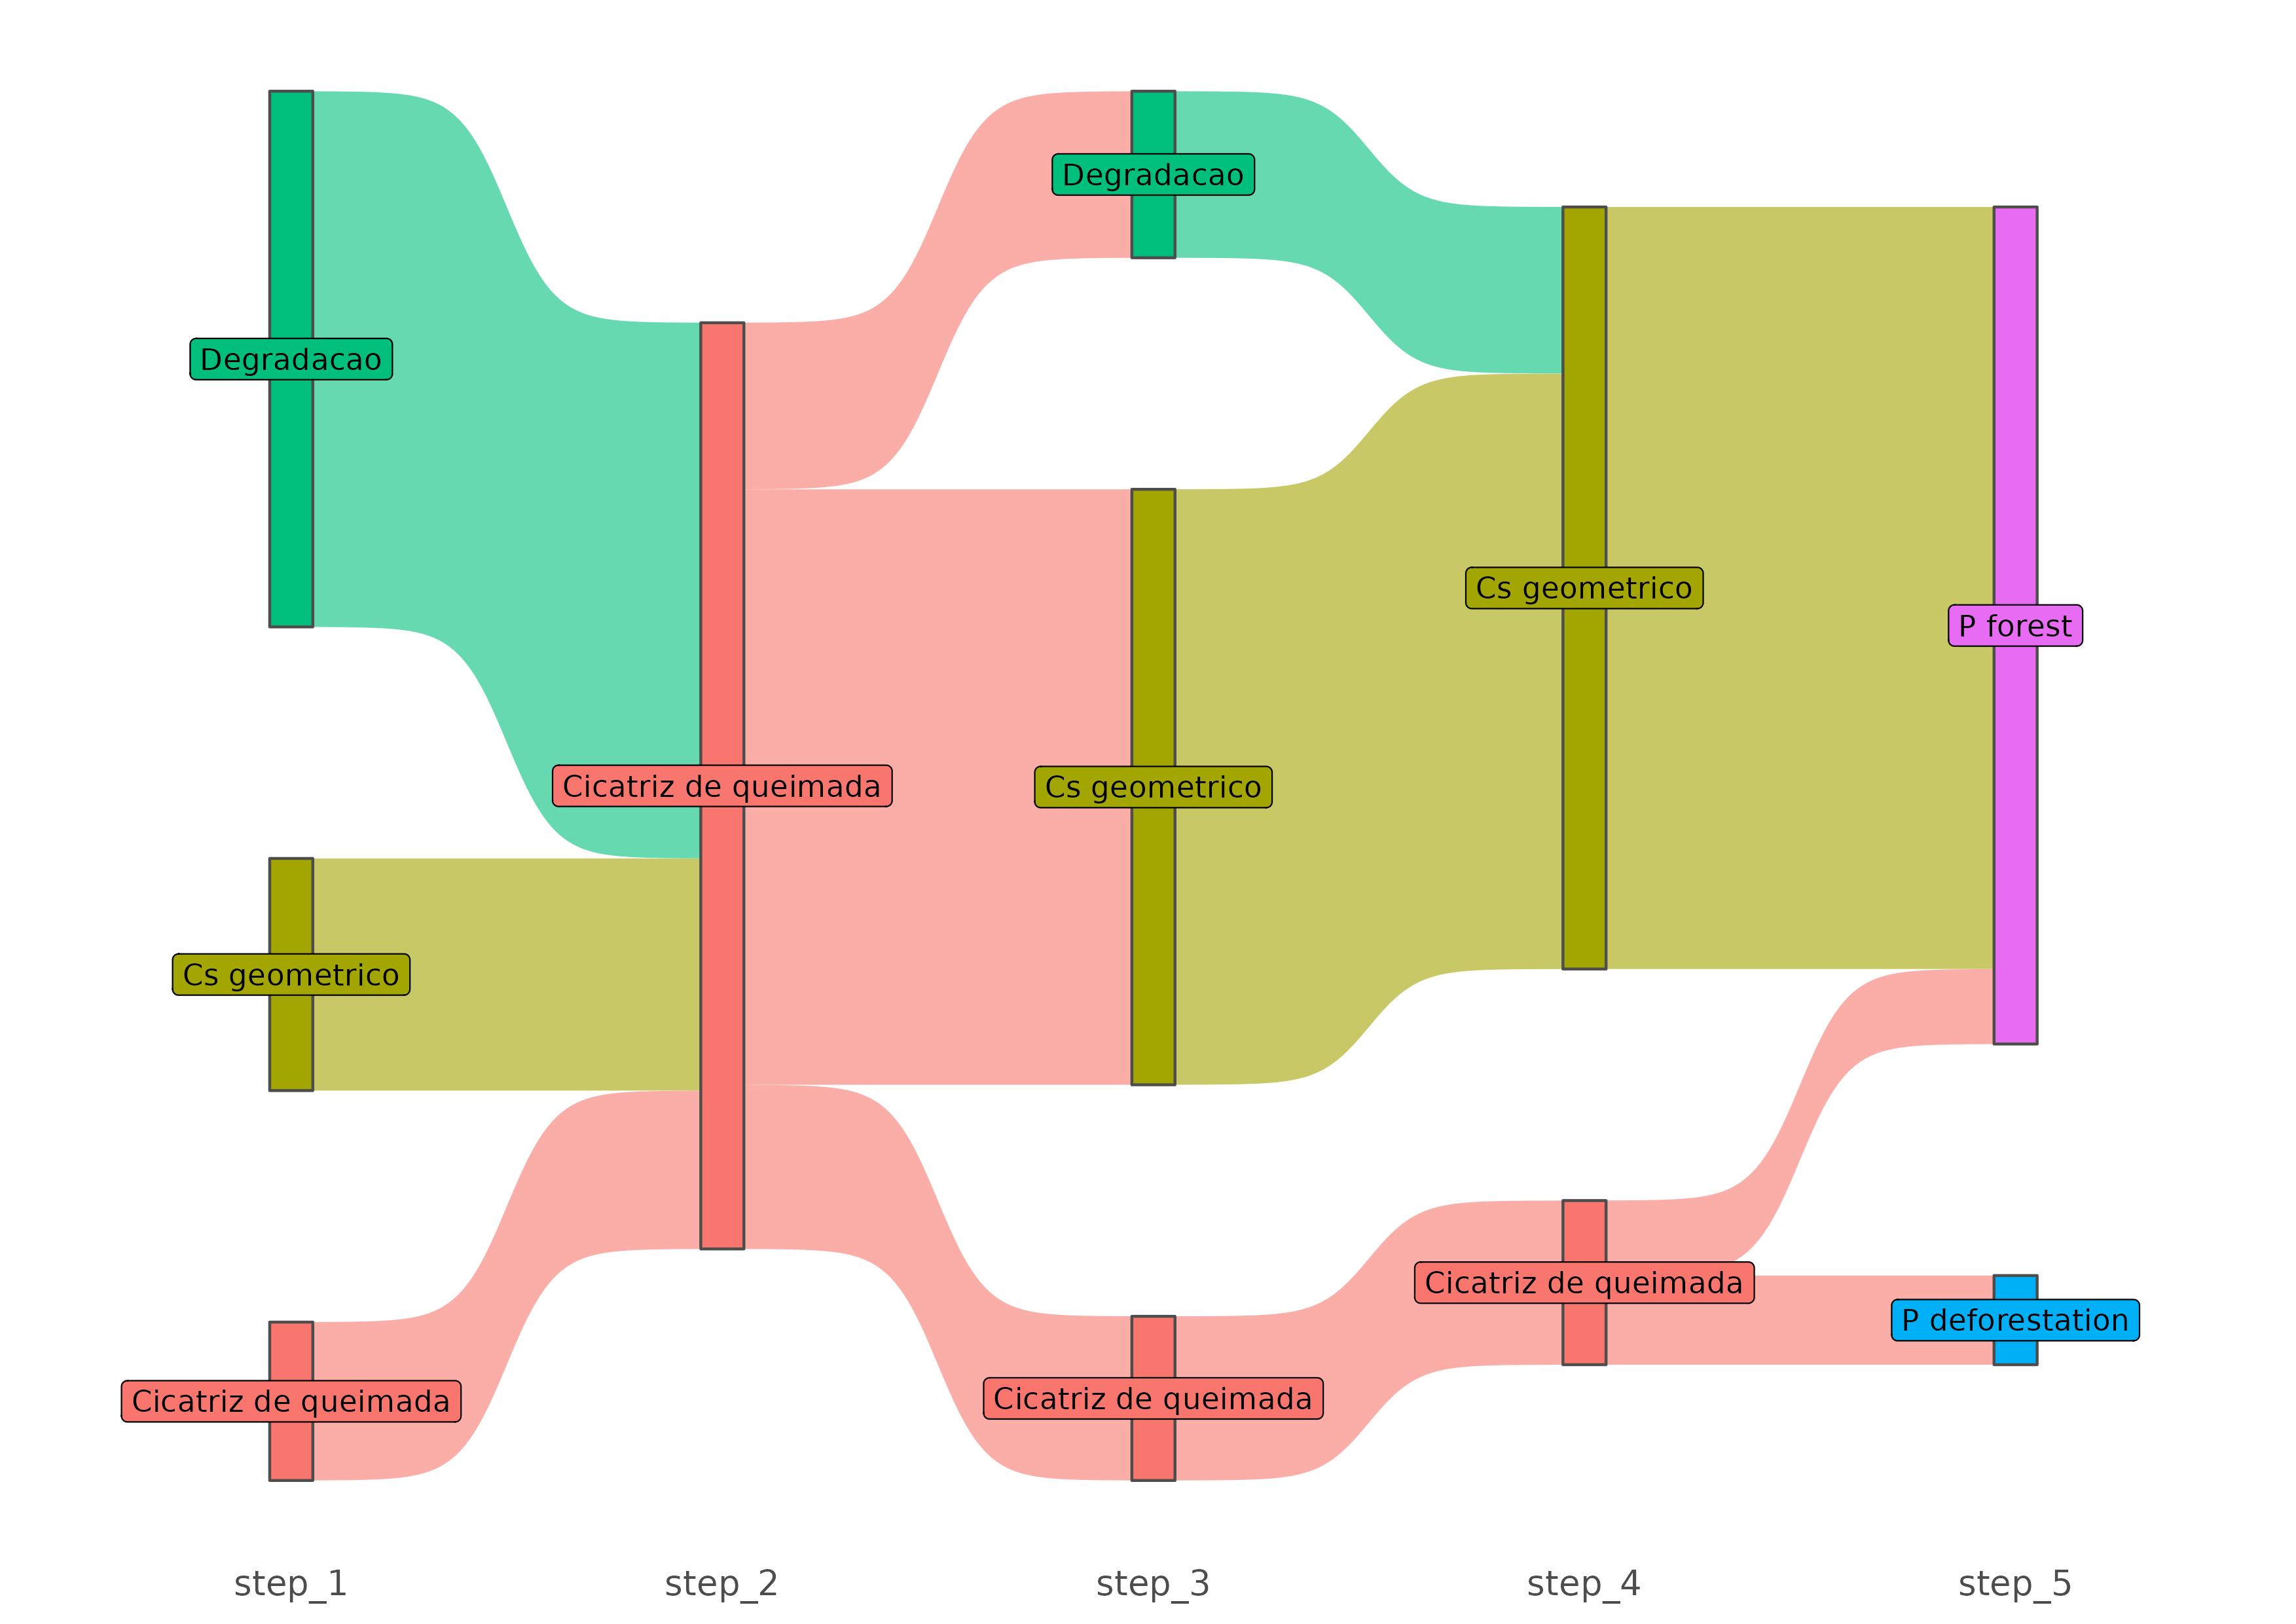 Degradacao
Degradacao
Cs geometrico
P forest
Cicatriz de queimada
Cs geometrico
Cs geometrico
Cicatriz de queimada
P deforestation
Cicatriz de queimada
Cicatriz de queimada
step_1
step_2
step_3
step_4
step_5